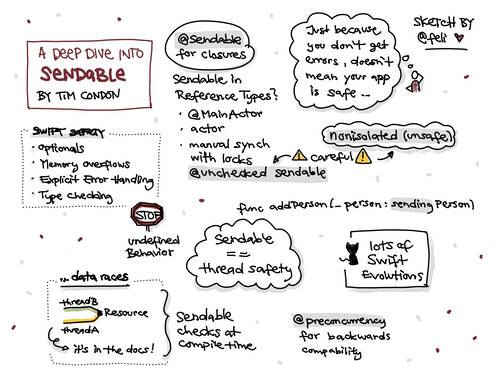 A DEEP DIVE INTO
SENDABLE
BY TIM CONDON
@Sendable
for closures
Sendable in
Reference Types?
· @MainActor
· actor
· manual synch
with locks
@unchecked sendable
Just because
you don't get
errors, doesn't
mean your app
is safe...
SKETCH BY
@feli
nonisolated (unsafe)
careful
SWIFT SAFETY
· Optionals
· Memory overflows
· Explicit Error Handling
· Type checking
STOP
undefined
Behavior
func addPerson(_ person: sending Person)
Sendable
==
thread safety
lots of
Swift
Evolutions
... data races
threadB
Resource
threadA
it's in the docs!
Sendable
checks at
compile-time
@preconcurrency
for backwards
compability